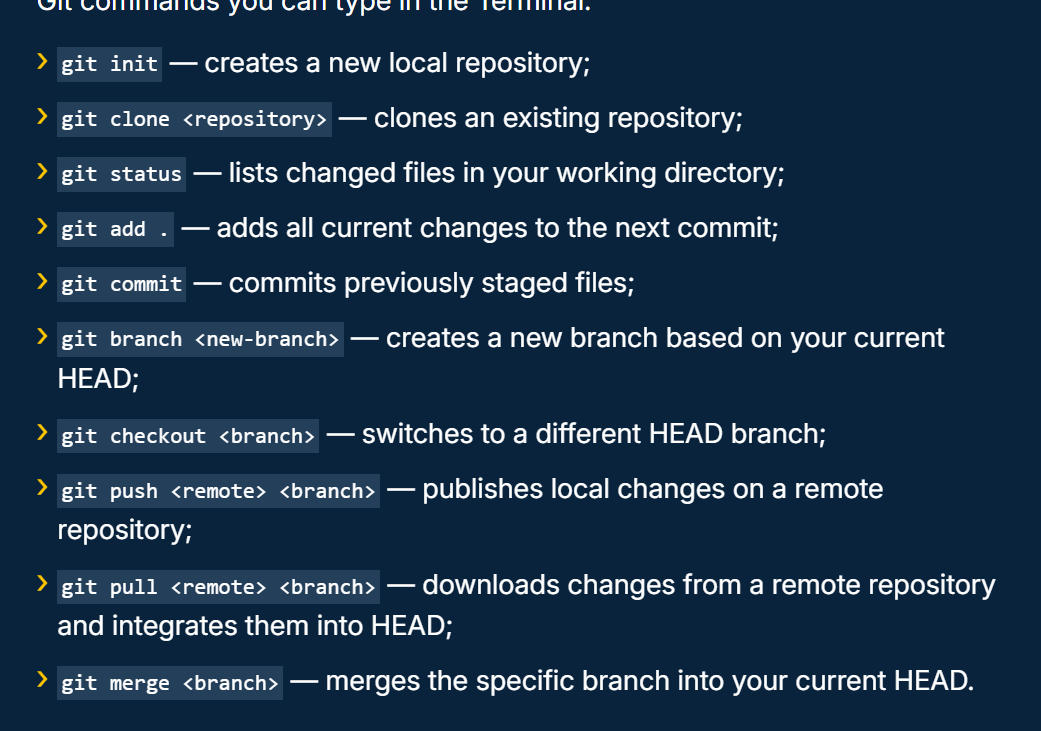 Git commands you can type in the Terminal:
git init — creates a new local repository;
git clone <repository> — clones an existing repository;
git status — lists changed files in your working directory;
git add . — adds all current changes to the next commit;
git commit — commits previously staged files;
git branch <new-branch> — creates a new branch based on your current
HEAD;
git checkout <branch> — switches to a different HEAD branch;
git push <remote> <branch> — publishes local changes on a remote
repository;
git pull <remote> <branch> — downloads changes from a remote repository
and integrates them into HEAD;
git merge <branch> — merges the specific branch into your current HEAD.